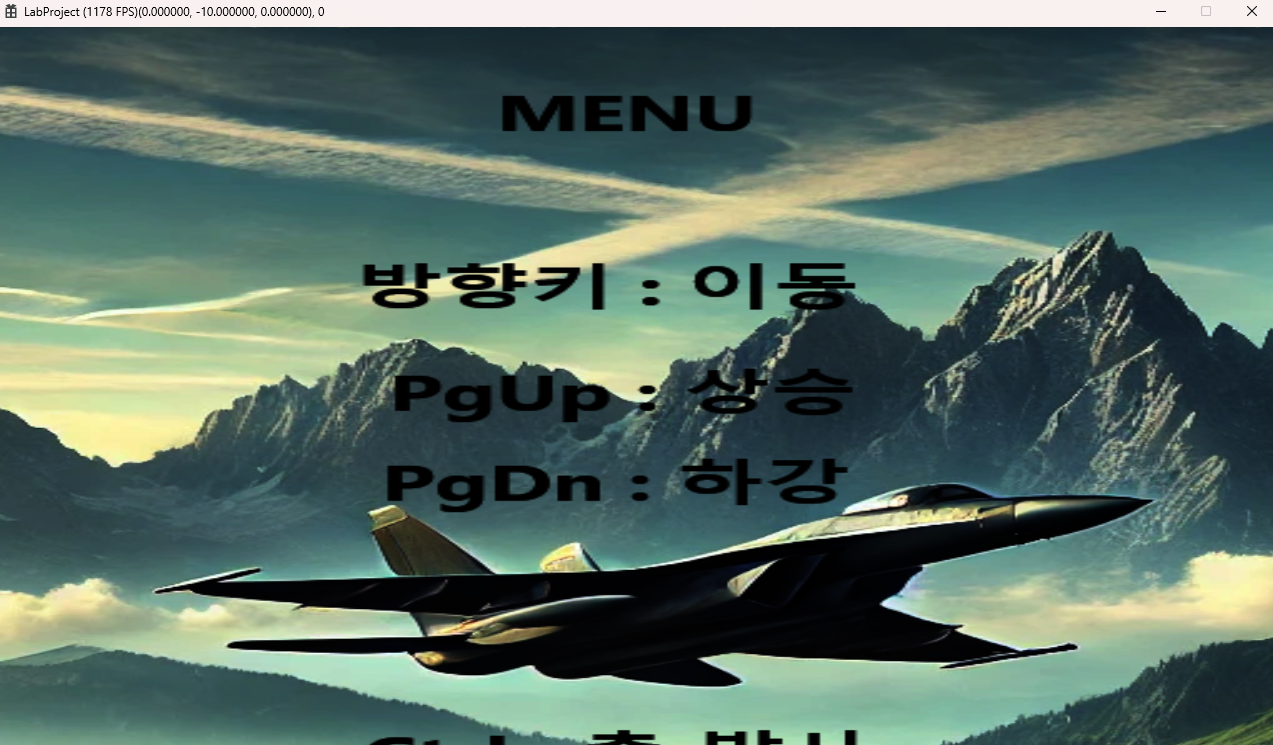 LabProject (1178 FPS)(0.000000, -10.000000, 0.000000), 0
MENU
방향키 : 이동
PgUp : 상승
PgDn : 하강